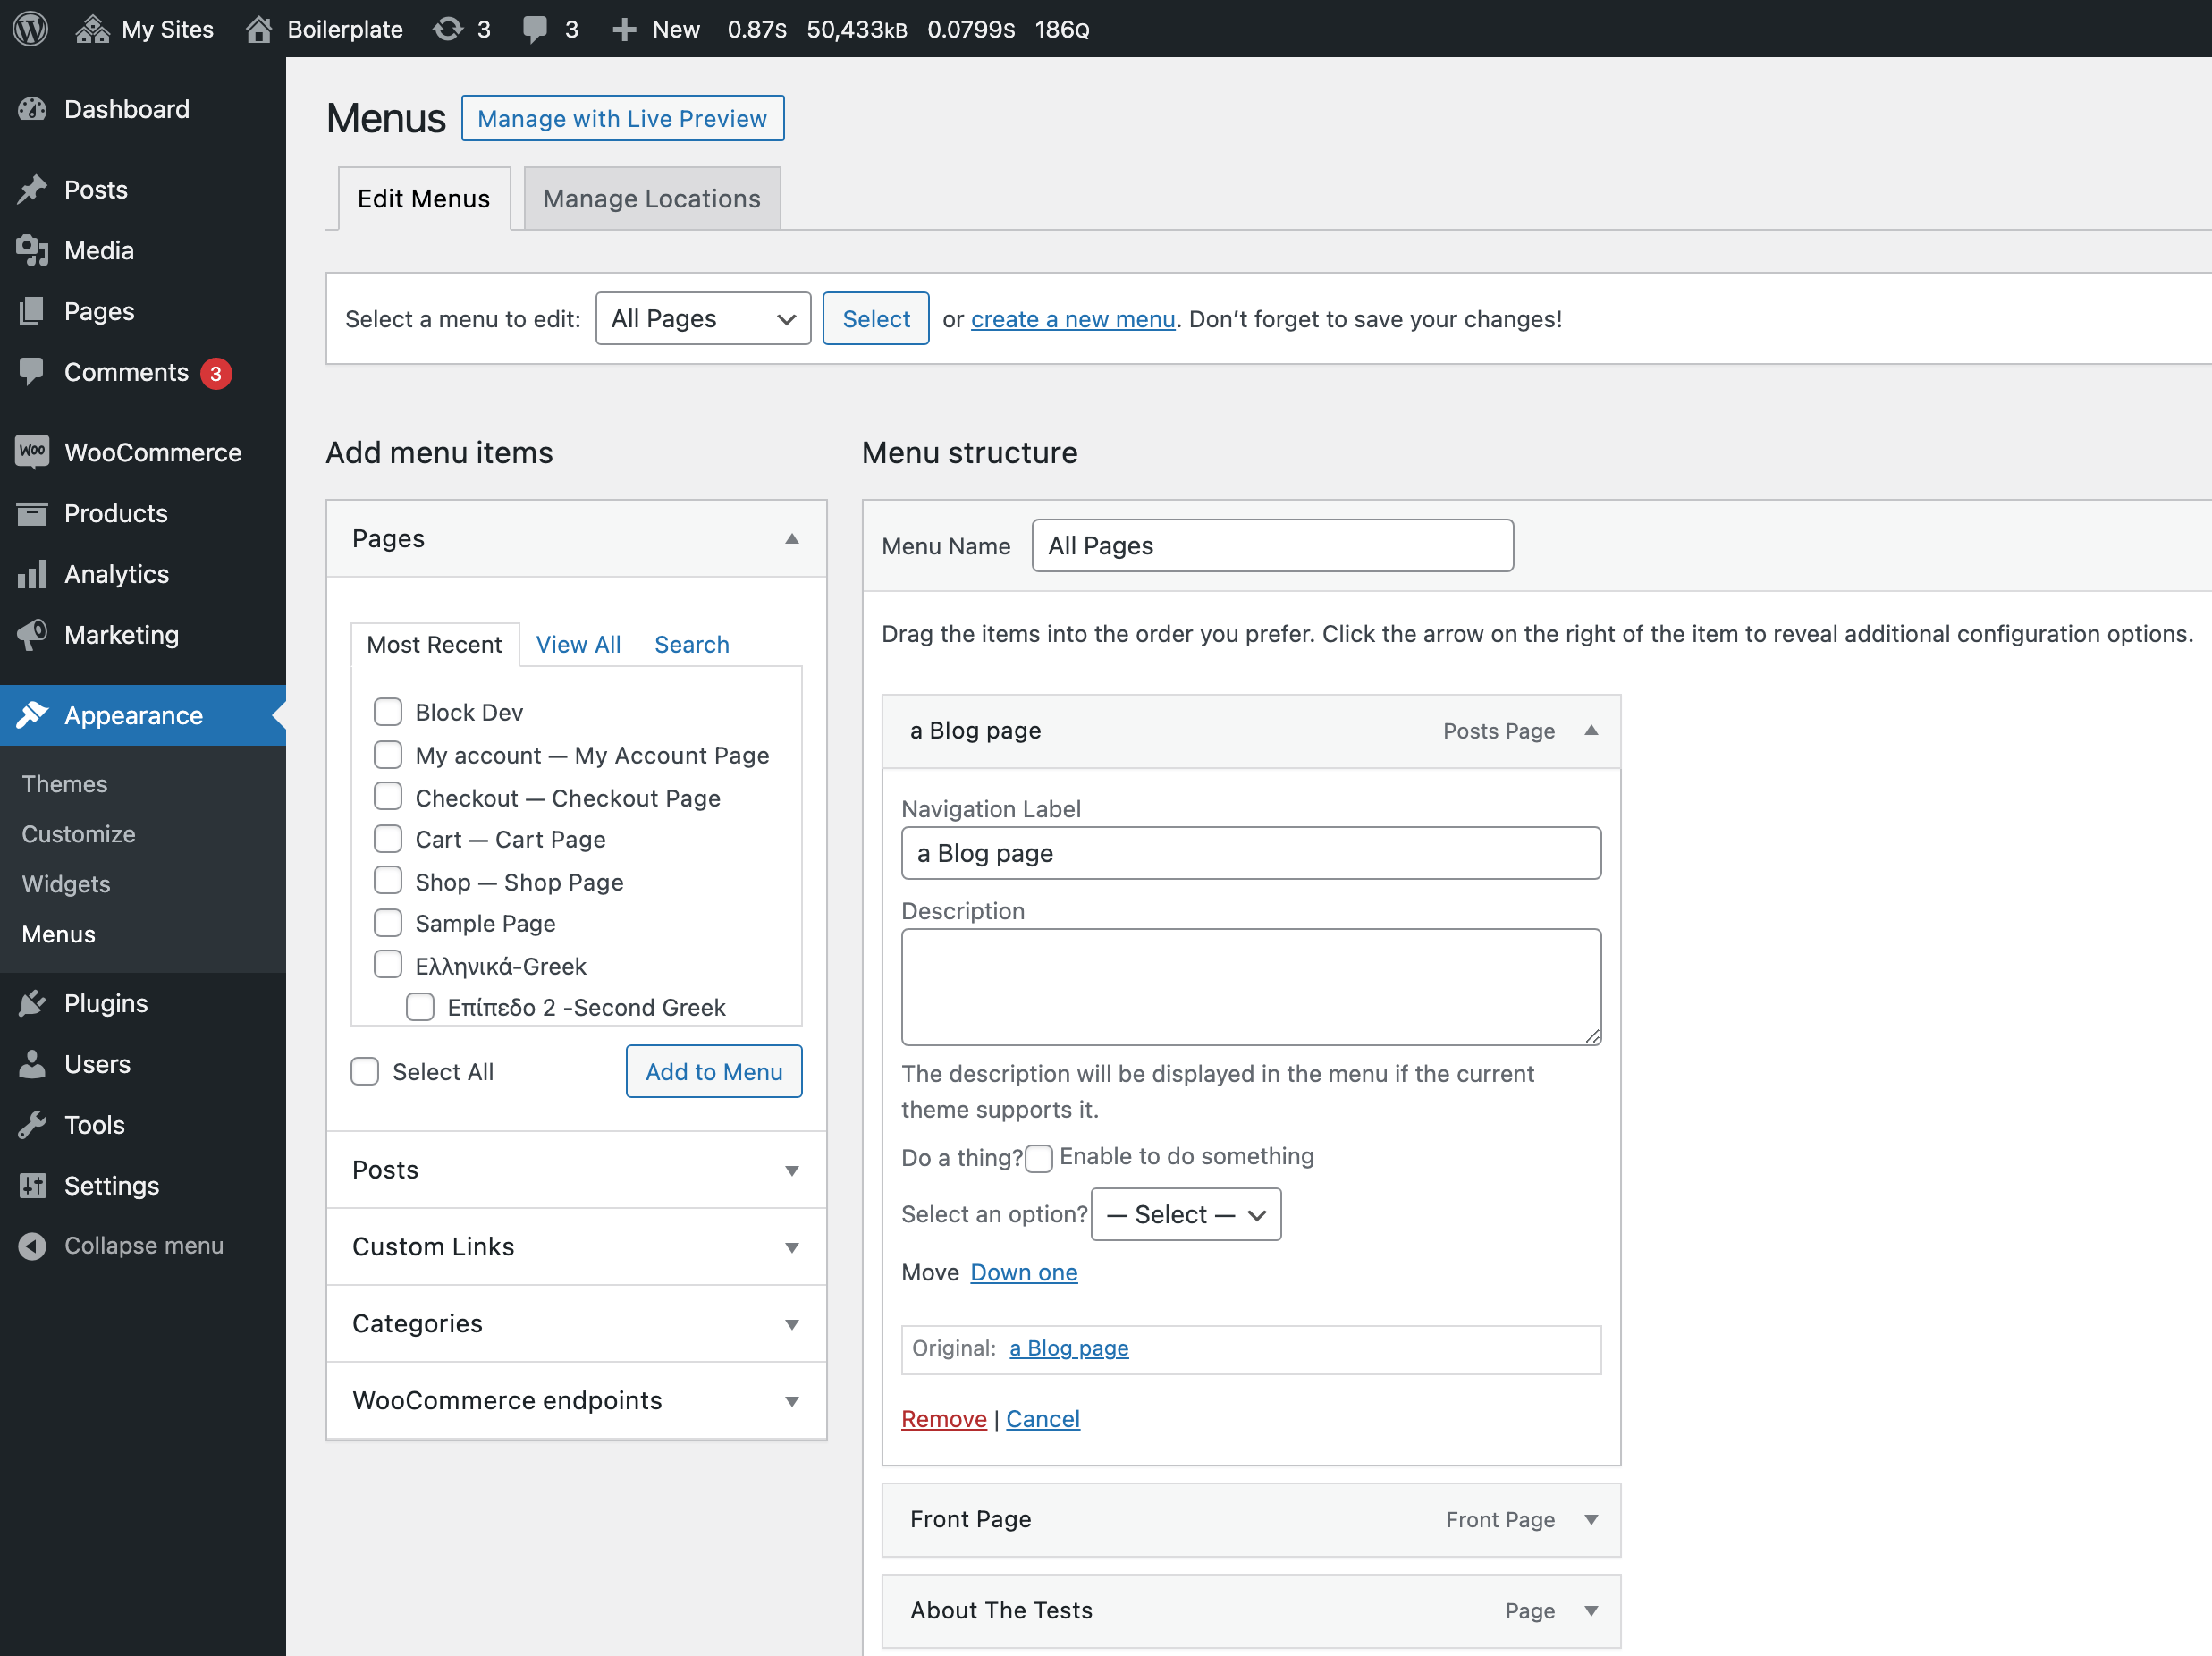 My Sites Boilerplate 3 3 New 0.87S 50,433KB 0.0799S 186Q
Dashboard
Posts
Media
Pages
Comments 3
WOO WooCommerce
Products
Analytics
Marketing
Appearance
Themes
Customize
Widgets
Menus
Plugins
Users
Tools
Settings
Collapse menu
Menus Manage with Live Preview
Edit Menus Manage Locations
Select a menu to edit: All Pages Select or create a new menu. Don’t forget to save your changes!
Add menu items
Pages
Most Recent View All Search
Block Dev
My account — My Account Page
Checkout — Checkout Page
Cart — Cart Page
Shop — Shop Page
Sample Page
Ελληνικά-Greek
Επίπεδο 2 -Second Greek
Select All Add to Menu
Posts
Custom Links
Categories
WooCommerce endpoints
Menu structure
Menu Name All Pages
Drag the items into the order you prefer. Click the arrow on the right of the item to reveal additional configuration options.
a Blog page Posts Page
Navigation Label
a Blog page
Description
The description will be displayed in the menu if the current
theme supports it.
Do a thing? Enable to do something
Select an option? — Select —
Move Down one
Original: a Blog page
Remove | Cancel
Front Page Front Page
About The Tests Page